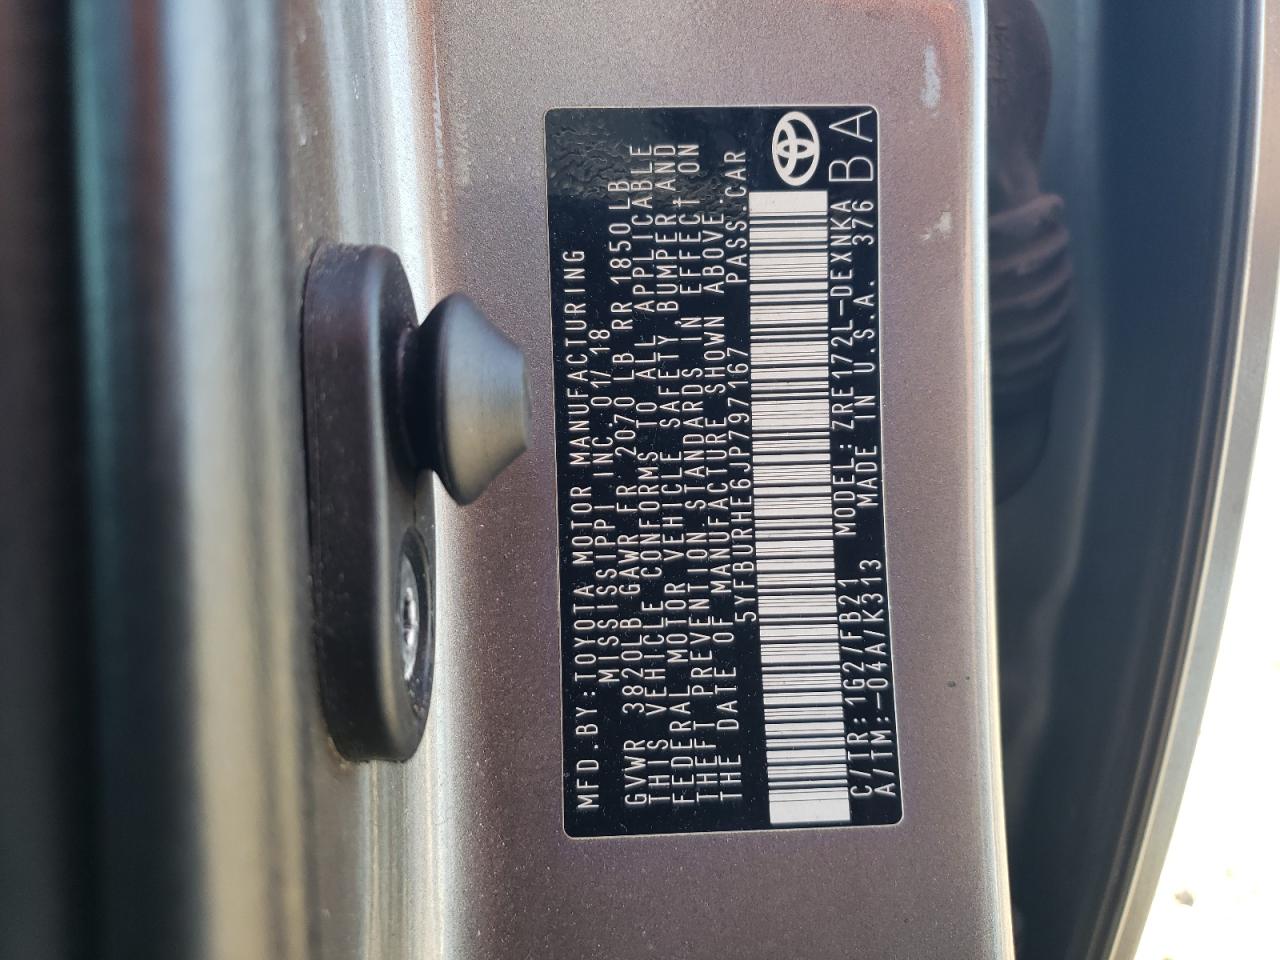 MFD.BY:TOYOTA MOTOR MANUFACTURING
MISSISSIPPI INC.01/18
GVWR 3820LB GAWR FR 2070 LB RR 1850LB
THIS VEHICLE CONFORMS TO ALL APPLICABLE
FEDERAL MOTOR VEHICLE SAFETY,BUMPER,AND
THEFT PREVENTION STANDARDS IN EFFECT ON
THE DATE OF MANUFACTURE SHOWN ABOVE.
5YFBURHE6JP797167 PASS.CAR
C/TR:1G2/FB21 MODEL:ZRE172L-DEXNKA
A/TM:-04A/K313 MADE IN U.S.A. 376
BA